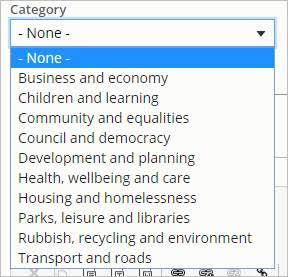 Category
- None -
- None -
Business and economy
Children and learning
Community and equalities
Council and democracy
Development and planning
Health, wellbeing and care
Housing and homelessness
Parks, leisure and libraries
Rubbish, recycling and environment
Transport and roads